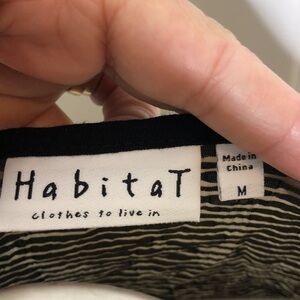 HabitaT
clothes to live in
Made in
China
M